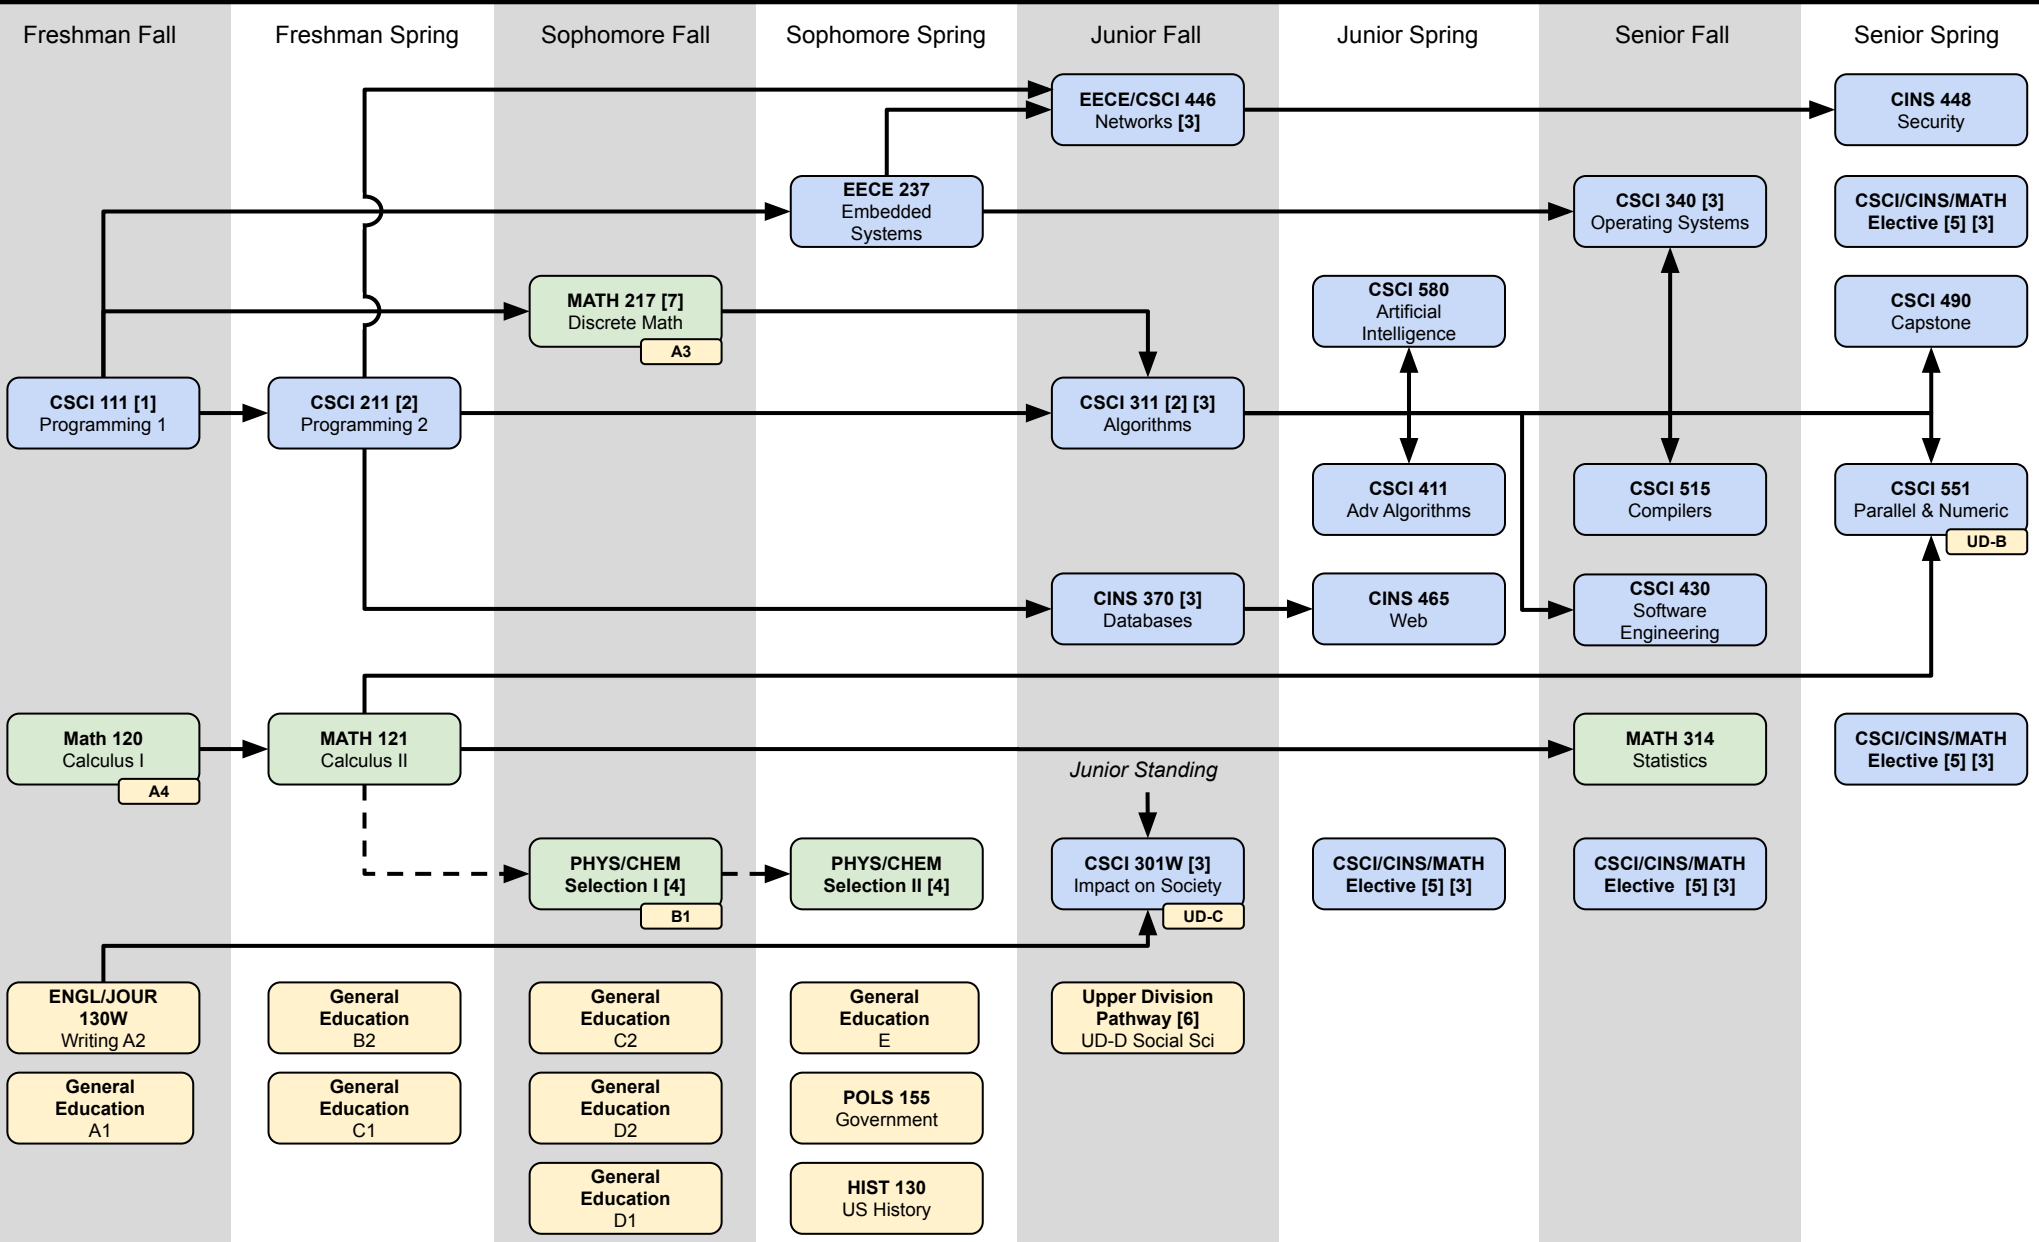 Freshman Fall
Freshman Spring
Sophomore Fall
Sophomore Spring
Junior Fall
Junior Spring
Senior Fall
Senior Spring
EECE/CSCI 446
Networks [3]
CINS 448
Security
EECE 237
Embedded
Systems
CSCI 340 [3]
Operating Systems
CSCI/CINS/MATH
Elective [5] [3]
MATH 217 [7]
Discrete Math
A3
CSCI 580
Artificial
Intelligence
CSCI 490
Capstone
CSCI 111 [1]
Programming 1
CSCI 211 [2]
Programming 2
CSCI 311 [2] [3]
Algorithms
CSCI 411
Adv Algorithms
CSCI 515
Compilers
CSCI 551
Parallel & Numeric
UD-B
CINS 370 [3]
Databases
CINS 465
Web
CSCI 430
Software
Engineering
Math 120
Calculus I
A4
MATH 121
Calculus II
Junior Standing
MATH 314
Statistics
CSCI/CINS/MATH
Elective [5] [3]
PHYS/CHEM
Selection I [4]
B1
PHYS/CHEM
Selection II [4]
CSCI 301W [3]
Impact on Society
UD-C
CSCI/CINS/MATH
Elective [5] [3]
CSCI/CINS/MATH
Elective [5] [3]
ENGL/JOUR
130W
Writing A2
General
Education
B2
General
Education
C2
General
Education
E
Upper Division
Pathway [6]
UD-D Social Sci
General
Education
A1
General
Education
C1
General
Education
D2
POLS 155
Government
General
Education
D1
HIST 130
US History